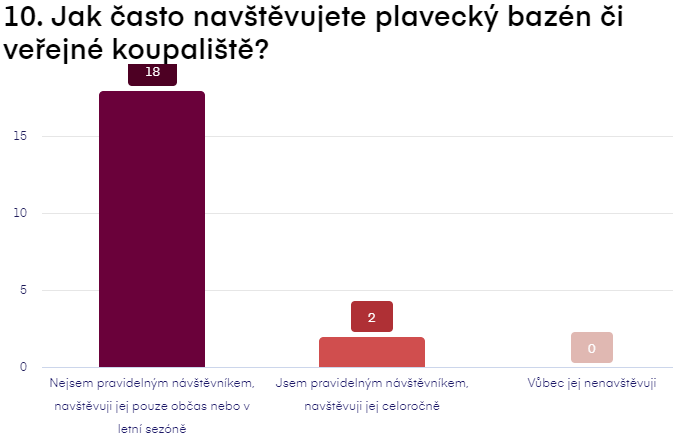 10. Jak často navštěvujete plavecký bazén či
veřejné koupaliště?
18
15
10
5
2
0
0
Nejsem pravidelným návštěvníkem,
navštěvuji jej pouze občas nebo v
letní sezóně
Jsem pravidelným návštěvníkem,
navštěvuji jej celoročně
Vůbec jej nenavštěvuji